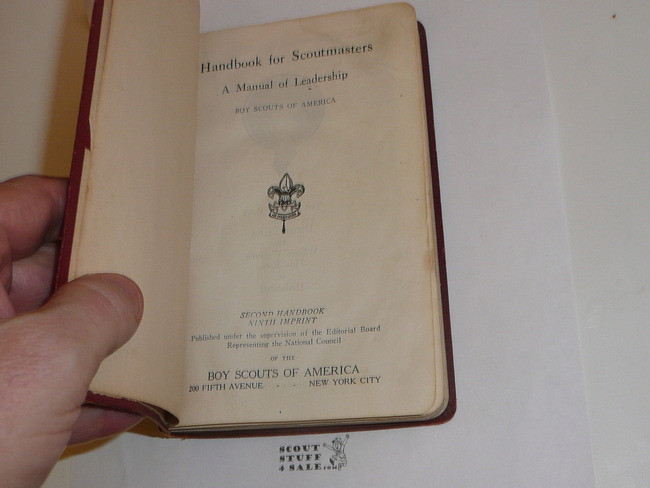 Handbook for Scoutmasters
A Manual of Leadership
BOY SCOUTS OF AMERICA
SECOND HANDBOOK
NINTH IMPRINT
Published under the supervision of the Editorial Board
Representing the National Council
OF THE
BOY SCOUTS OF AMERICA
200 FIFTH AVENUE - - - NEW YORK CITY
SCOUT
STUFF
4 SALE.com